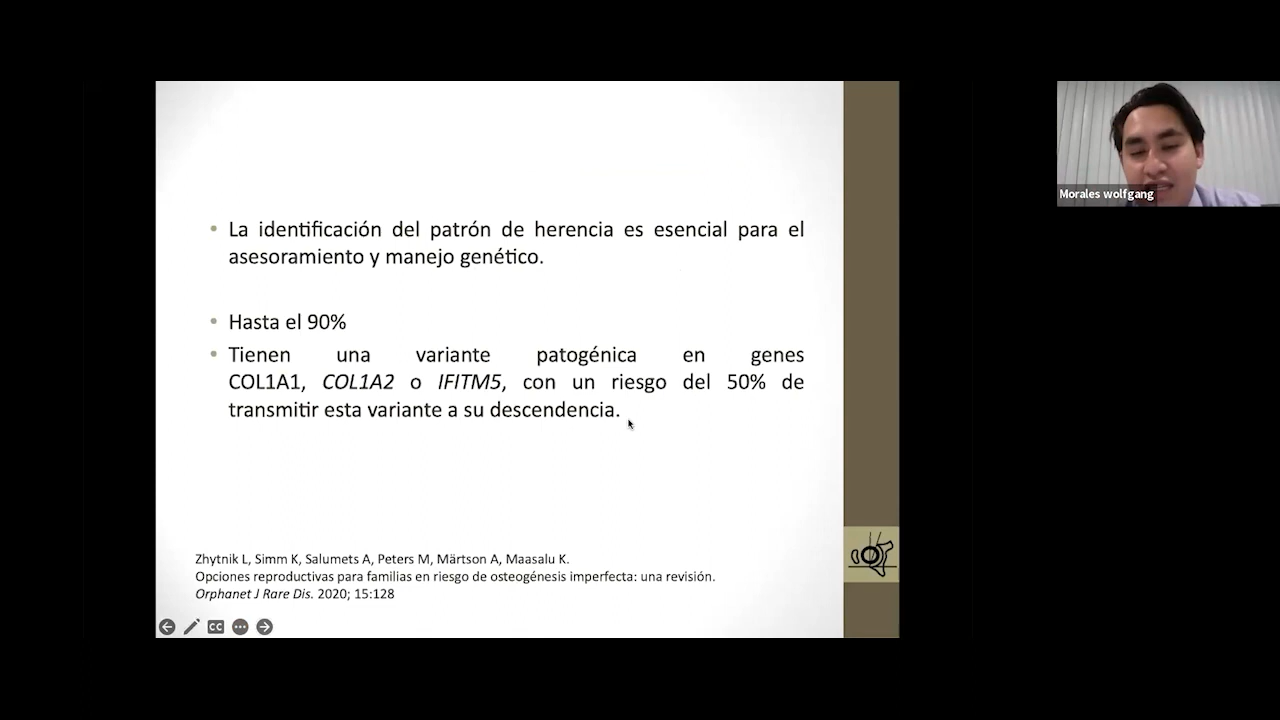 La identificación del patrón de herencia es esencial para el
asesoramiento y manejo genético.
Hasta el 90%
Tienen una variante patogénica en genes
COL1A1, COL1A2 o IFITM5, con un riesgo del 50% de
transmitir esta variante a su descendencia.
Zhytnik L, Simm K, Salumets A, Peters M, Märtson A, Maasalu K.
Opciones reproductivas para familias en riesgo de osteogénesis imperfecta: una revisión.
Orphanet J Rare Dis. 2020; 15:128
CC
Morales wolfgang